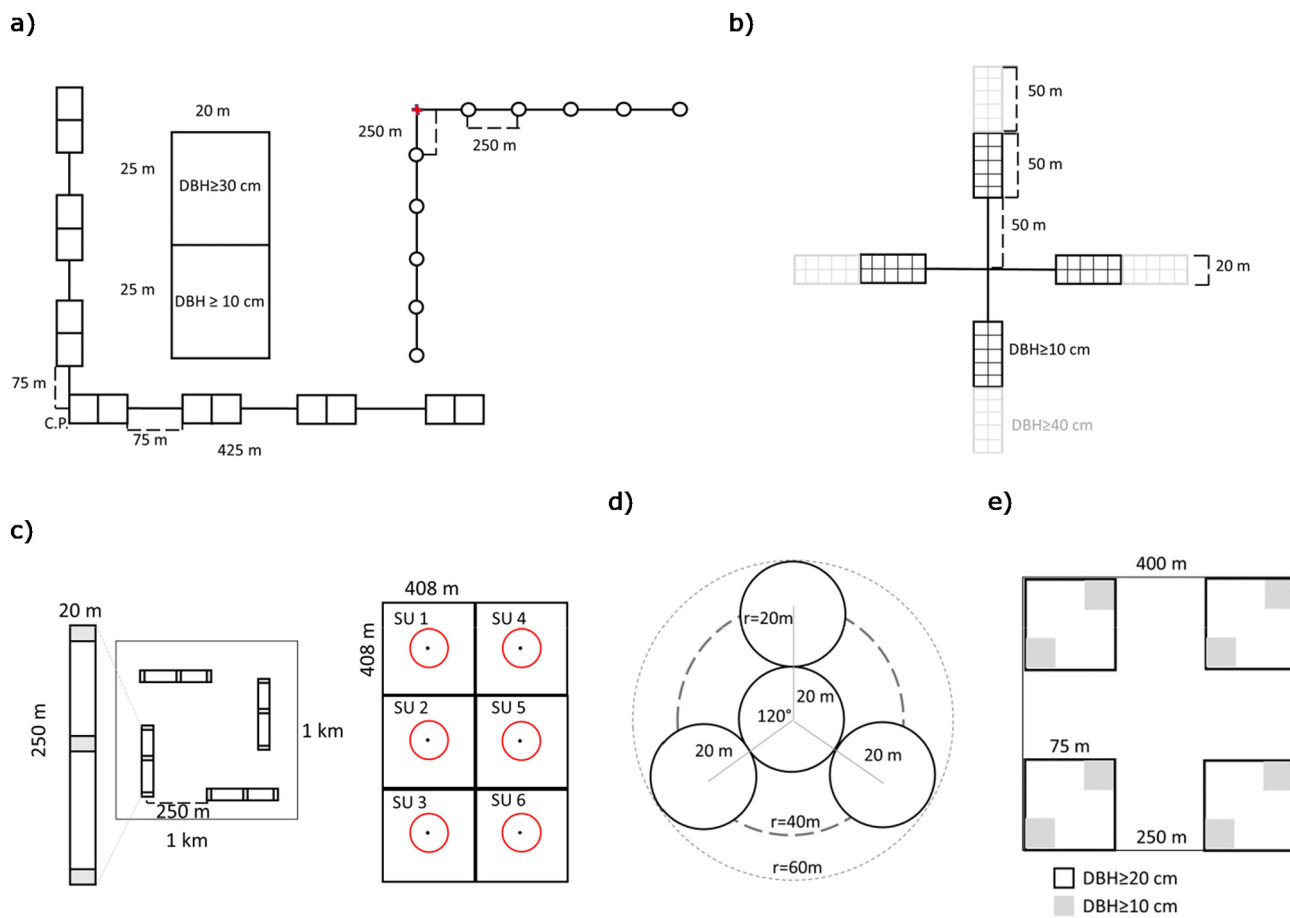 a)
20 m
25 m
DBH≥30 cm
25 m
DBH ≥ 10 cm
250 m
250 m
75 m
C.P.
75 m
425 m
b)
50 m
50 m
50 m
20 m
DBH≥10 cm
DBH≥40 cm
c)
20 m
250 m
1 km
250 m
1 km
408 m
408 m
SU 1
SU 4
SU 2
SU 5
SU 3
SU 6
d)
r=20m
20 m
120°
20 m
20 m
r=40m
r=60m
e)
400 m
75 m
250 m
DBH≥20 cm
DBH≥10 cm